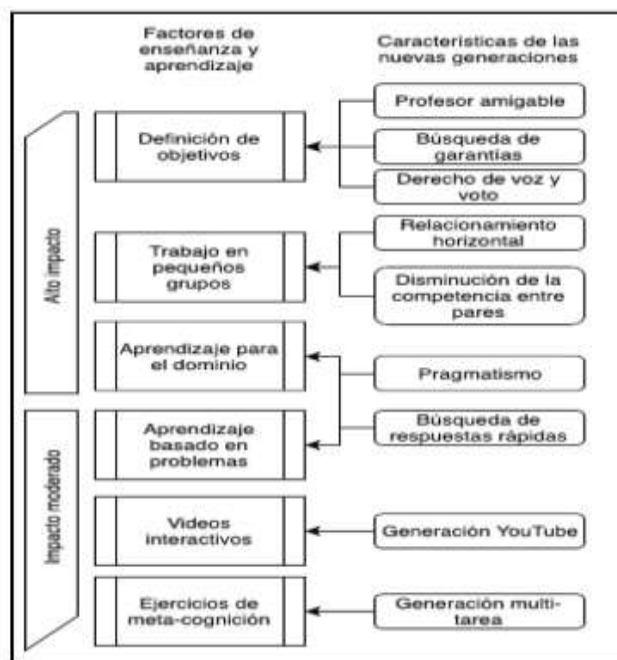 Factores de
enseñanza y
aprendizaje
Características de las
nuevas generaciones
Alto impacto
Definición de
objetivos
Profesor amigable
Búsqueda de
garantías
Derecho de voz y
voto
Trabajo en
pequeños
grupos
Relacionamiento
horizontal
Disminución de la
competencia entre
pares
Aprendizaje para
el dominio
Pragmatismo
Impacto moderado
Aprendizaje
basado en
problemas
Búsqueda de
respuestas rápidas
Videos
interactivos
Generación YouTube
Ejercicios de
meta-cognición
Generación multi-
tarea